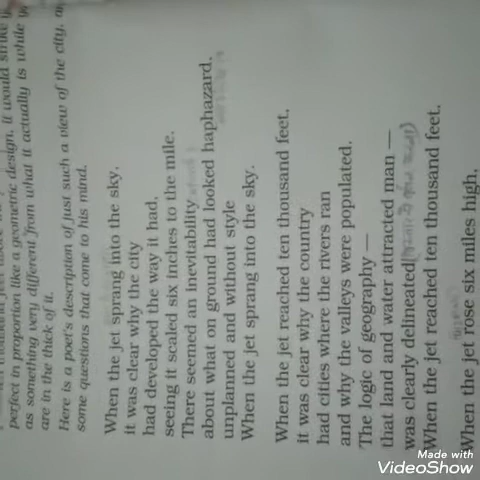 perfect in proportion like a geometric design. it would strike
as something very different from what it actually is while
are in the thick of it.
Here is a poet's description of just such a view of the city,
some questions that come to his mind.
When the jet sprang into the sky,
it was clear why the city
had developed the way it had,
seeing it scaled six inches to the mile.
There seemed an inevitability
about what on ground had looked haphazard,
unplanned and without style
When the jet sprang into the sky.
When the jet reached ten thousand feet,
it was clear why the country
had cities where the rivers ran
and why the valleys were populated.
The logic of geography —
that land and water attracted man —
was clearly delineated
When the jet reached ten thousand feet.
When the jet rose six miles high,
Made with
VideoShow